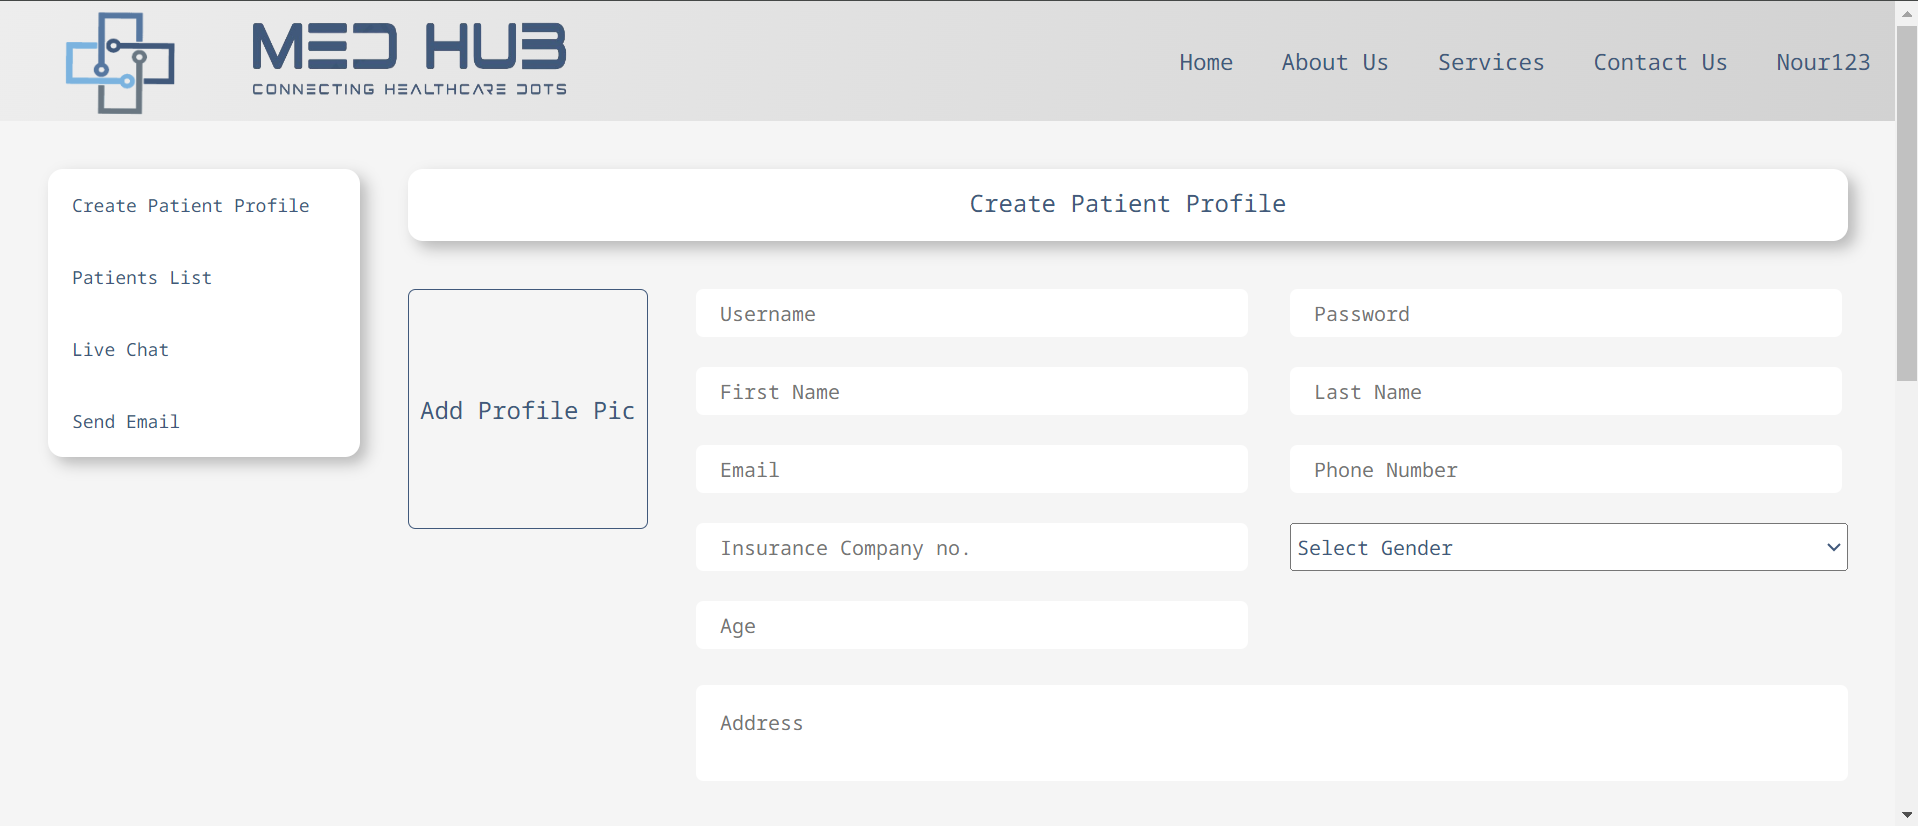 MED HUB
CONNECTING HEALTHCARE DOTS
Home About Us Services Contact Us Nour123
Create Patient Profile
Patients List
Live Chat
Send Email
Create Patient Profile
Add Profile Pic
Username Password
First Name Last Name
Email Phone Number
Insurance Company no. Select Gender
Age
Address